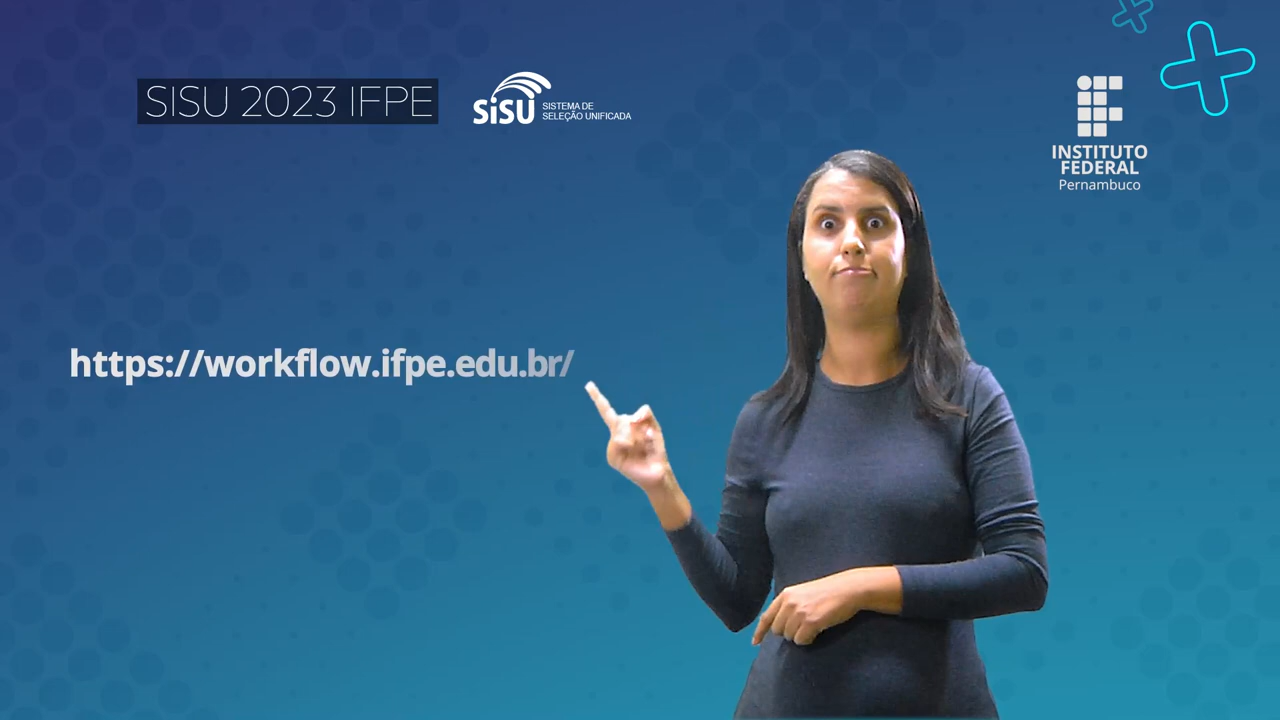 SISU 2023 IFPE
SiSU
SISTEMA DE
SELEÇÃO UNIFICADA
INSTITUTO
FEDERAL
Pernambuco
https://workflow.ifpe.edu.br/